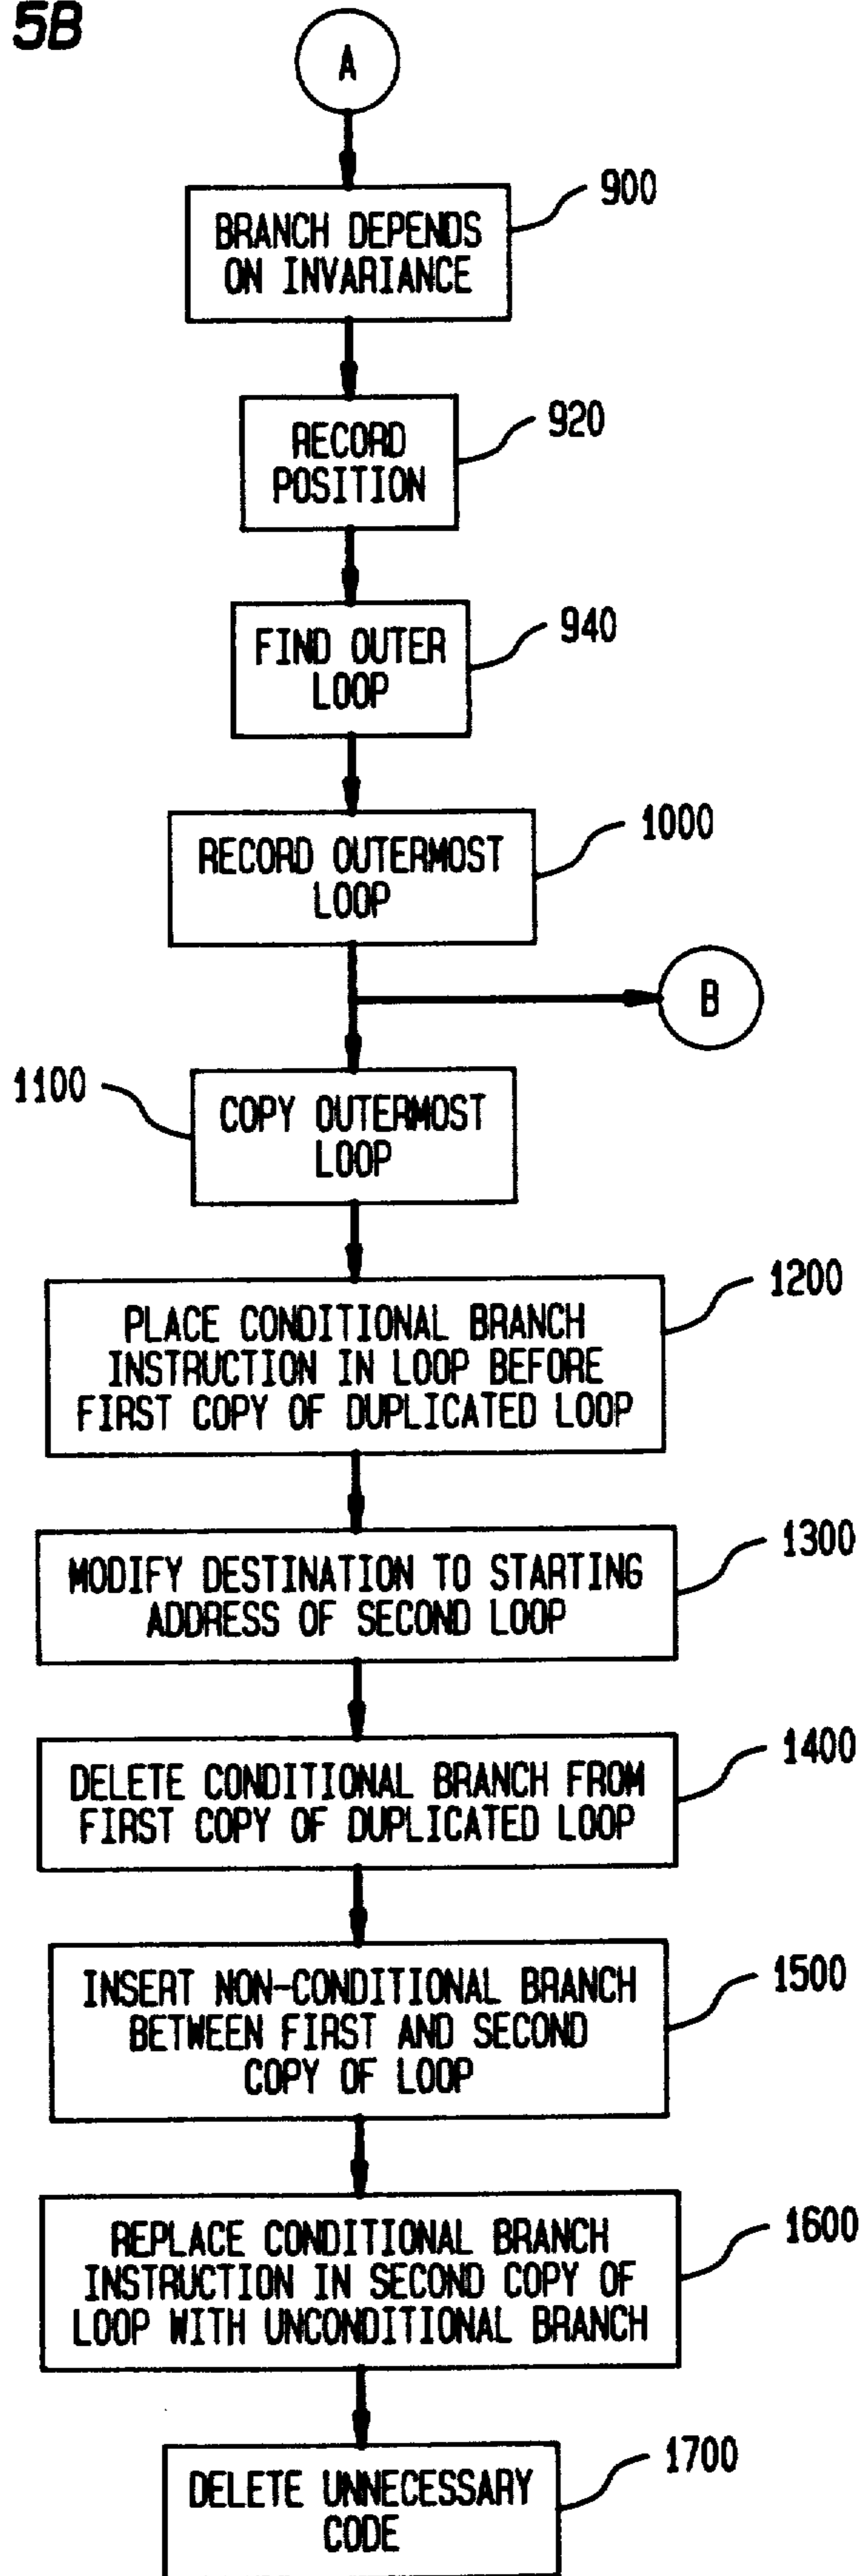 5B
A
BRANCH DEPENDS
ON INVARIANCE
900
RECORD
POSITION
920
FIND OUTER
LOOP
940
RECORD OUTERMOST
LOOP
1000
B
1100
COPY OUTERMOST
LOOP
PLACE CONDITIONAL BRANCH
INSTRUCTION IN LOOP BEFORE
FIRST COPY OF DUPLICATED LOOP
1200
MODIFY DESTINATION TO STARTING
ADDRESS OF SECOND LOOP
1300
DELETE CONDITIONAL BRANCH FROM
FIRST COPY OF DUPLICATED LOOP
1400
INSERT NON-CONDITIONAL BRANCH
BETWEEN FIRST AND SECOND
COPY OF LOOP
1500
REPLACE CONDITIONAL BRANCH
INSTRUCTION IN SECOND COPY OF
LOOP WITH UNCONDITIONAL BRANCH
1600
DELETE UNNECESSARY
CODE
1700